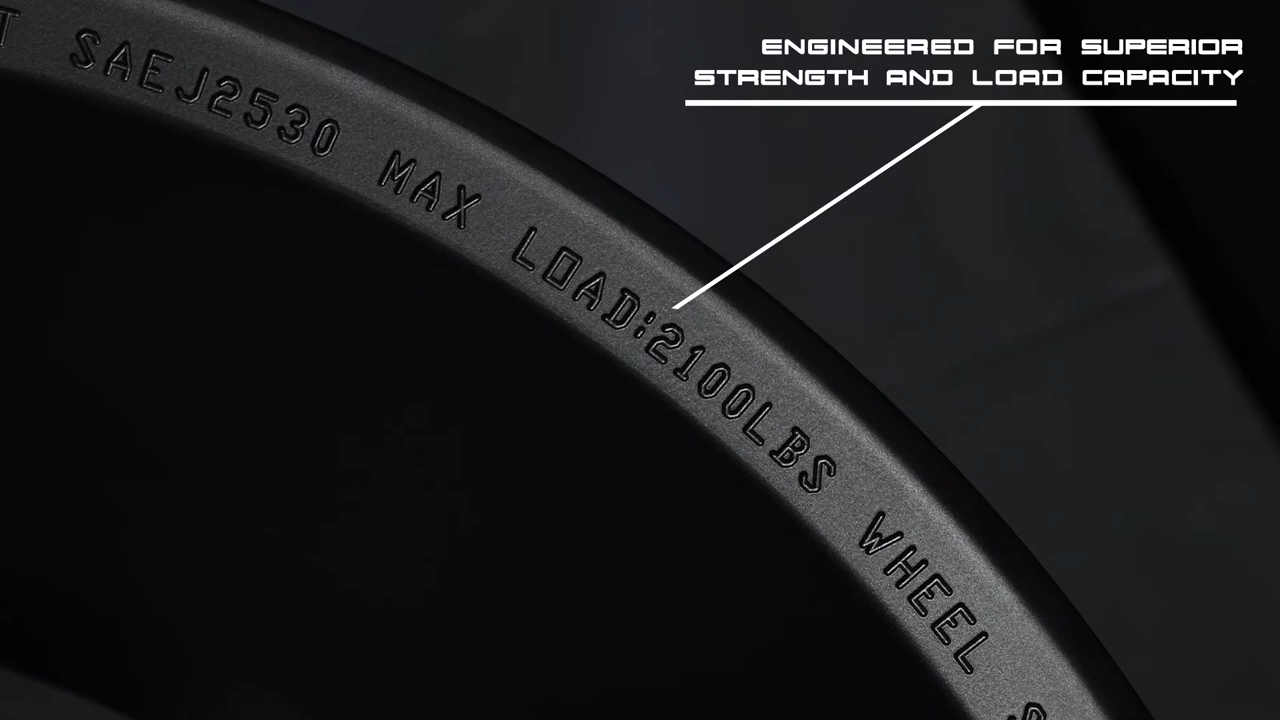 ENGINEERED FOR SUPERIOR
STRENGTH AND LOAD CAPACITY
SAEJ2530 MAX LOAD:2100LBS WHEEL